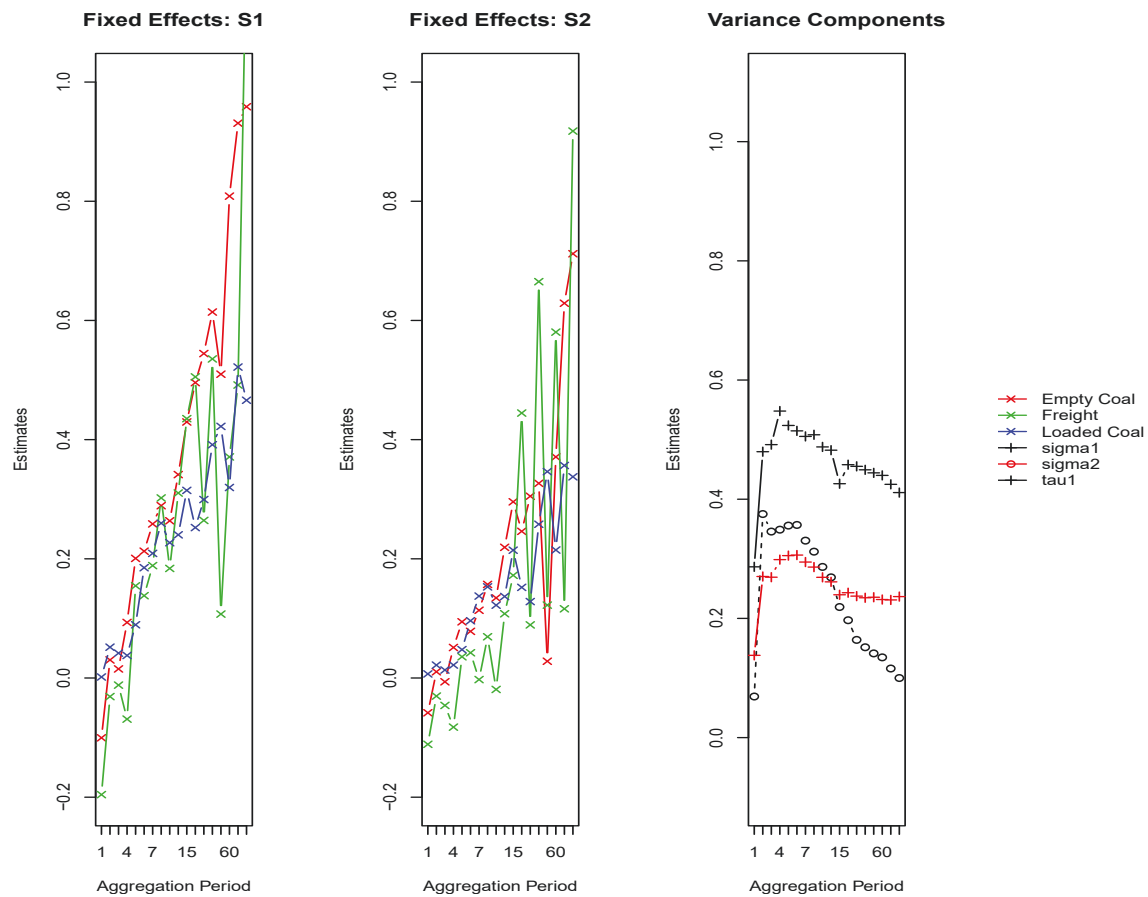 Fixed Effects: S1
Estimates
−0.2
0.0
0.2
0.4
0.6
0.8
1.0
1
4
7
15
60
Aggregation Period
Fixed Effects: S2
Estimates
−0.2
0.0
0.2
0.4
0.6
0.8
1.0
1
4
7
15
60
Aggregation Period
Variance Components
Estimates
0.0
0.2
0.4
0.6
0.8
1.0
1
4
7
15
60
Aggregation Period
Empty Coal
Freight
Loaded Coal
sigma1
sigma2
tau1